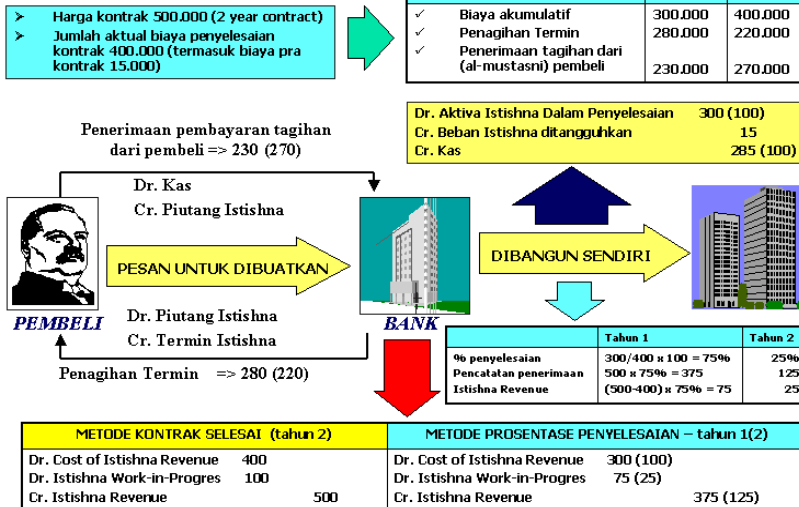 ➤ Harga kontrak 500.000 (2 year contract)
➤ Jumlah aktual biaya penyelesaian
kontrak 400.000 (termasuk biaya pra
kontrak 15.000)
✓ Biaya akumulatif 300.000 400.000
✓ Penagihan Termin 280.000 220.000
✓ Penerimaan tagihan dari
(al-mustasni) pembeli 230.000 270.000
Dr. Aktiva Istishna Dalam Penyelesaian 300 (100)
Cr. Beban Istishna ditangguhkan 15
Cr. Kas 285 (100)
Penerimaan pembayaran tagihan
dari pembeli => 230 (270)
Dr. Kas
Cr. Piutang Istishna
PESAN UNTUK DIBUATKAN
DIBANGUN SENDIRI
PEMBELI
BANK
Dr. Piutang Istishna
Cr. Termin Istishna
Penagihan Termin => 280 (220)
Tahun 1 Tahun 2
% penyelesaian 300/400 x 100 = 75% 25%
Pencatatan penerimaan 500 x 75% = 375 125
Istishna Revenue (500-400) x 75% = 75 25
METODE KONTRAK SELESAI (tahun 2)
Dr. Cost of Istishna Revenue 400
Dr. Istishna Work-in-Progres 100
Cr. Istishna Revenue 500
METODE PROSENTASE PENYELESAIAN – tahun 1(2)
Dr. Cost of Istishna Revenue 300 (100)
Dr. Istishna Work-in-Progres 75 (25)
Cr. Istishna Revenue 375 (125)